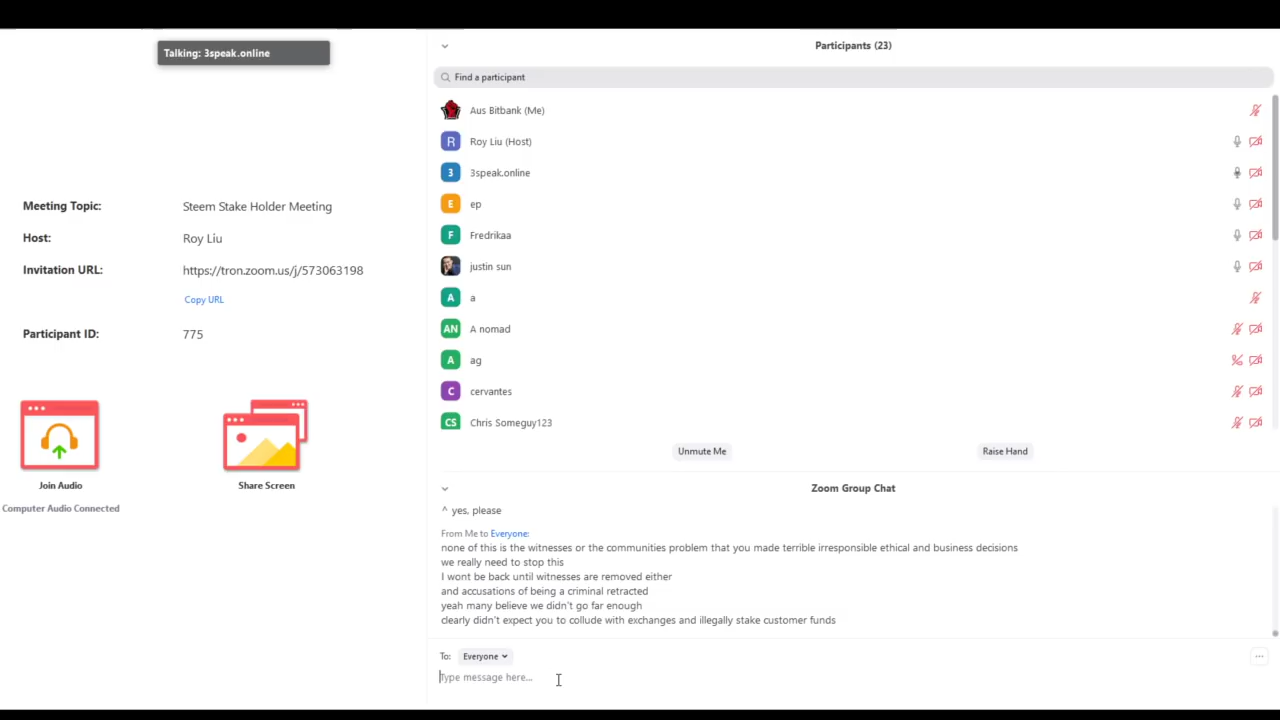 Talking: 3speak.online
Meeting Topic:
Steem Stake Holder Meeting
Host:
Roy Liu
Invitation URL:
https://tron.zoom.us/j/573063198
Copy URL
Participant ID:
775
Join Audio
Computer Audio Connected
Share Screen
Participants (23)
Find a participant
Aus Bitbank (Me)
R Roy Liu (Host)
3 3speak.online
E ep
F Fredrikaa
justin sun
A a
AN A nomad
A ag
C cervantes
CS Chris Someguy123
Unmute Me
Raise Hand
Zoom Group Chat
^ yes, please
From Me to Everyone:
none of this is the witnesses or the communities problem that you made terrible irresponsible ethical and business decisions
we really need to stop this
I wont be back until witnesses are removed either
and accusations of being a criminal retracted
yeah many believe we didn't go far enough
clearly didn't expect you to collude with exchanges and illegally stake customer funds
To: Everyone
Type message here...